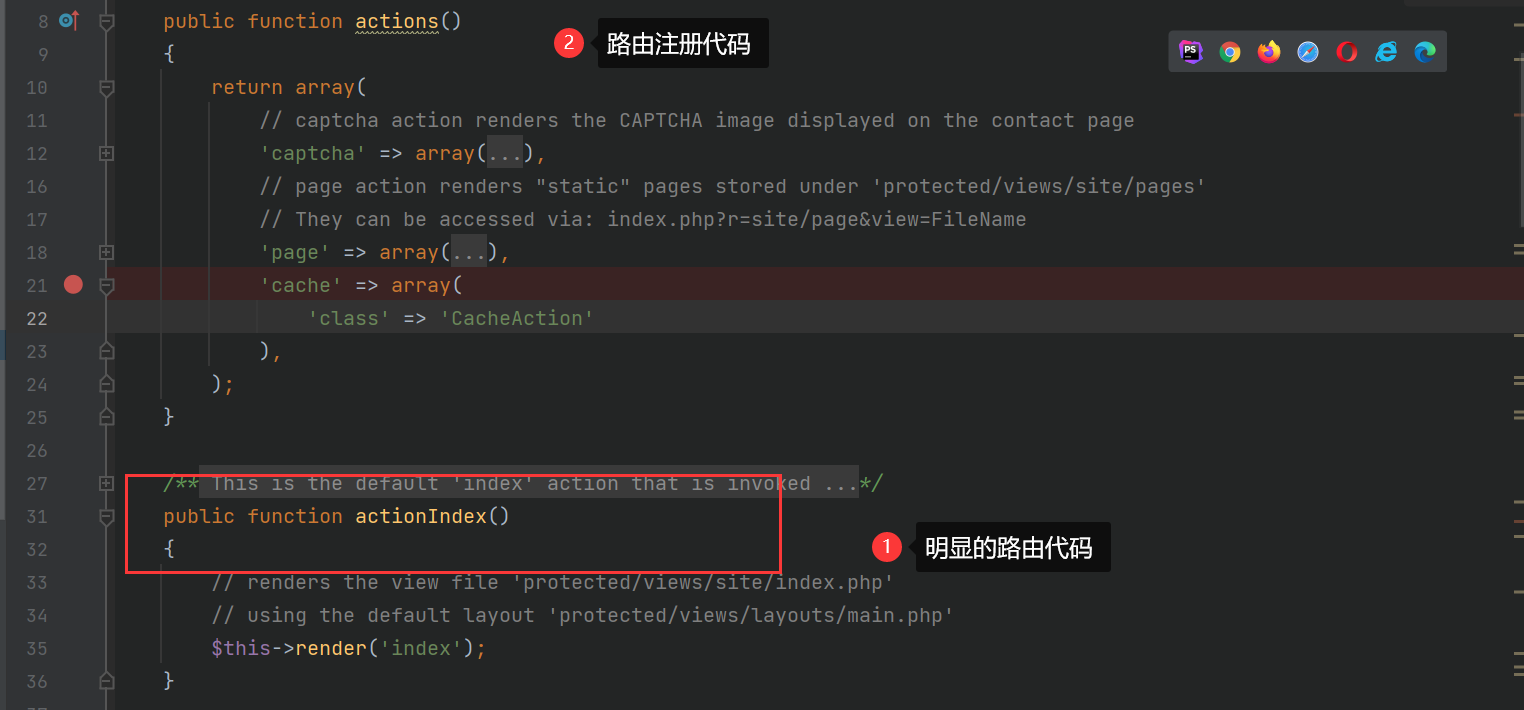 8 public function actions()
2 路由注册代码
9 {
PS
10 return array(
11 // captcha action renders the CAPTCHA image displayed on the contact page
12 'captcha' => array(...),
16 // page action renders "static" pages stored under 'protected/views/site/pages'
17 // They can be accessed via: index.php?r=site/page&view=FileName
18 'page' => array(...),
21 'cache' => array(
22 'class' => 'CacheAction'
23 ),
24 );
25 }
26
27 /** This is the default 'index' action that is invoked ...*/
31 public function actionIndex()
32 {
1 明显的路由代码
33 // renders the view file 'protected/views/site/index.php'
34 // using the default layout 'protected/views/layouts/main.php'
35 $this->render('index');
36 }